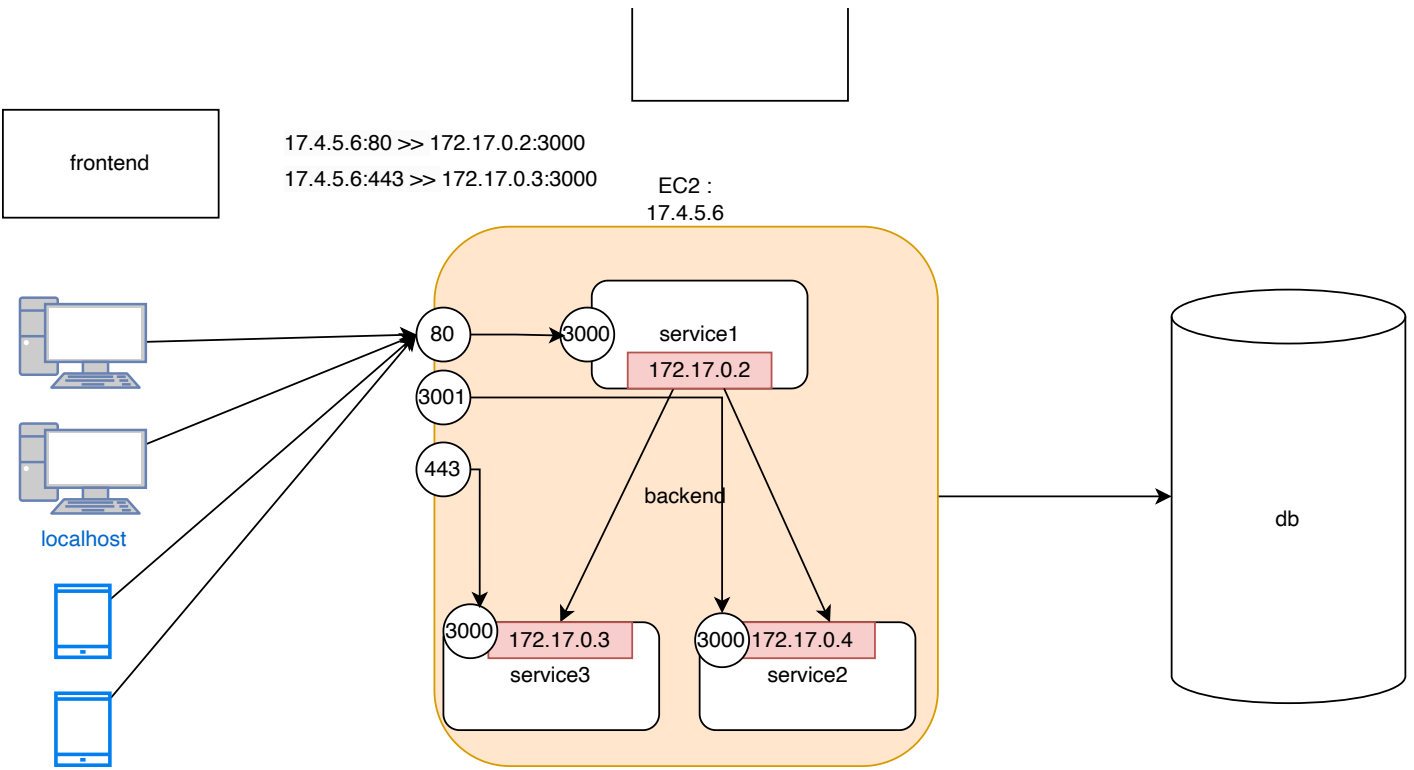 frontend
17.4.5.6:80 >> 172.17.0.2:3000
17.4.5.6:443 >> 172.17.0.3:3000
EC2 :
17.4.5.6
80
3000
service1
172.17.0.2
3001
443
backend
localhost
db
3000
172.17.0.3
service3
3000
172.17.0.4
service2